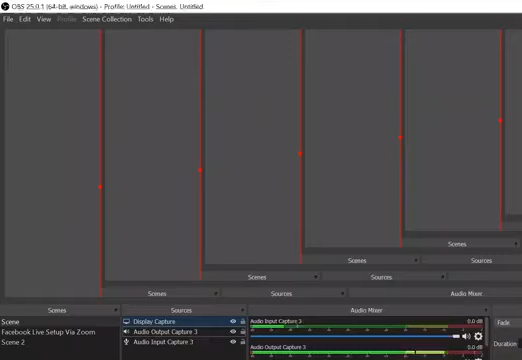 OBS 25.0.1 (64-bit, windows) - Profile: Untitled - Scenes: Untitled
File Edit View Profile Scene Collection Tools Help
Scenes
Scenes Sources
Scenes Sources
Scenes Sources Audio Mixer
Scenes Sources Audio Mixer
Scene Display Capture Audio Input Capture 3 0.0 dB Fade
Facebook Live Setup Via Zoom Audio Output Capture 3
Scene 2 Audio Input Capture 3 Duration
Audio Output Capture 3 0.0 dB